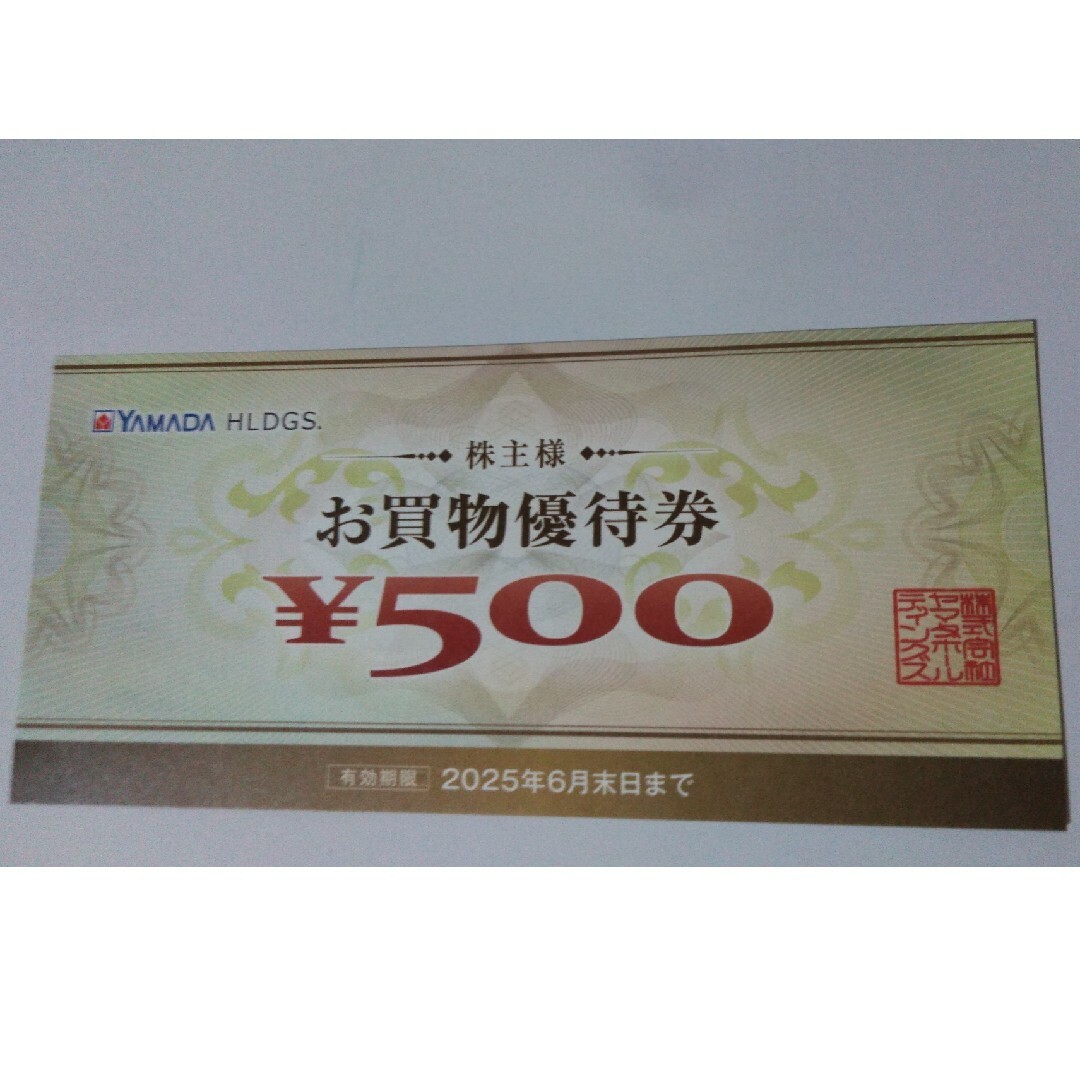 YAMADA HLDGS.
株主様
お買物優待券
¥500
株式会社
ヤマダホール
ディングス
有効期限 2025年6月末日まで